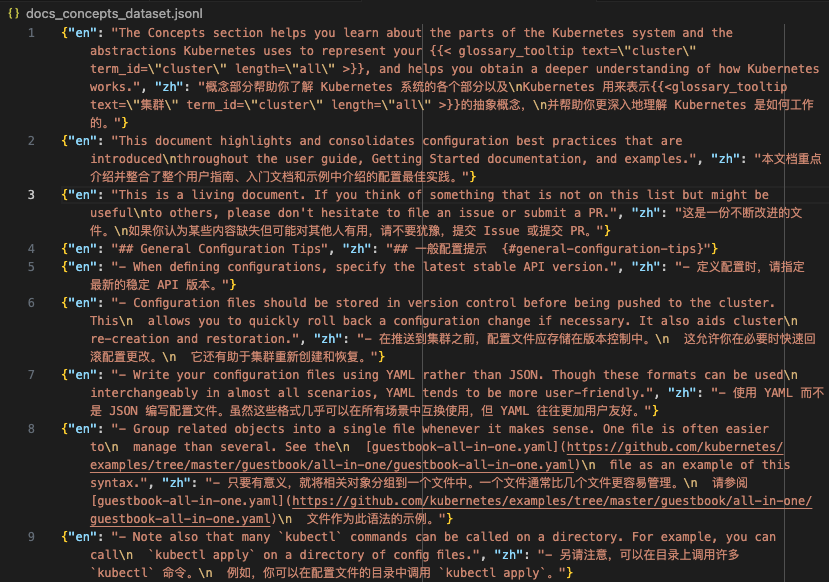 {} docs_concepts_dataset.jsonl
1 {"en": "The Concepts section helps you learn about the parts of the Kubernetes system and the
abstractions Kubernetes uses to represent your {{< glossary_tooltip text=\"cluster\"
term_id=\"cluster\" length=\"all\" >}}, and helps you obtain a deeper understanding of how Kubernetes
works.", "zh": "概念部分帮助你了解 Kubernetes 系统的各个部分以及\nKubernetes 用来表示{{<glossary_tooltip
text=\"集群\" term_id=\"cluster\" length=\"all\" >}}的抽象概念，\n并帮助你更深入地理解 Kubernetes 是如何工作
的。"}
2 {"en": "This document highlights and consolidates configuration best practices that are
introduced\nthroughout the user guide, Getting Started documentation, and examples.", "zh": "本文档重点
介绍并整合了整个用户指南、入门文档和示例中介绍的配置最佳实践。"}
3 {"en": "This is a living document. If you think of something that is not on this list but might be
useful\nto others, please don't hesitate to file an issue or submit a PR.", "zh": "这是一份不断改进的文
件。\n如果你认为某些内容缺失但可能对其他人有用，请不要犹豫，提交 Issue 或提交 PR。"}
4 {"en": "## General Configuration Tips", "zh": "## 一般配置提示  {#general-configuration-tips}"}
5 {"en": "- When defining configurations, specify the latest stable API version.", "zh": "- 定义配置时，请指定
最新的稳定 API 版本。"}
6 {"en": "- Configuration files should be stored in version control before being pushed to the cluster.
This\n  allows you to quickly roll back a configuration change if necessary. It also aids cluster\n
re-creation and restoration.", "zh": "- 在推送到集群之前，配置文件应存储在版本控制中。\n  这允许你在必要时快速回
滚配置更改。\n  它还有助于集群重新创建和恢复。"}
7 {"en": "- Write your configuration files using YAML rather than JSON. Though these formats can be used\n
interchangeably in almost all scenarios, YAML tends to be more user-friendly.", "zh": "- 使用 YAML 而不
是 JSON 编写配置文件。虽然这些格式几乎可以在所有场景中互换使用，但 YAML 往往更加用户友好。"}
8 {"en": "- Group related objects into a single file whenever it makes sense. One file is often easier
to\n  manage than several. See the\n  [guestbook-all-in-one.yaml](https://github.com/kubernetes/
examples/tree/master/guestbook/all-in-one/guestbook-all-in-one.yaml)\n  file as an example of this
syntax.", "zh": "- 只要有意义，就将相关对象分组到一个文件中。一个文件通常比几个文件更容易管理。\n  请参阅
[guestbook-all-in-one.yaml](https://github.com/kubernetes/examples/tree/master/guestbook/all-in-one/
guestbook-all-in-one.yaml)\n  文件作为此语法的示例。"}
9 {"en": "- Note also that many `kubectl` commands can be called on a directory. For example, you can
call\n  `kubectl apply` on a directory of config files.", "zh": "- 另请注意，可以在目录上调用许多
`kubectl` 命令。\n  例如，你可以在配置文件的目录中调用 `kubectl apply`。"}